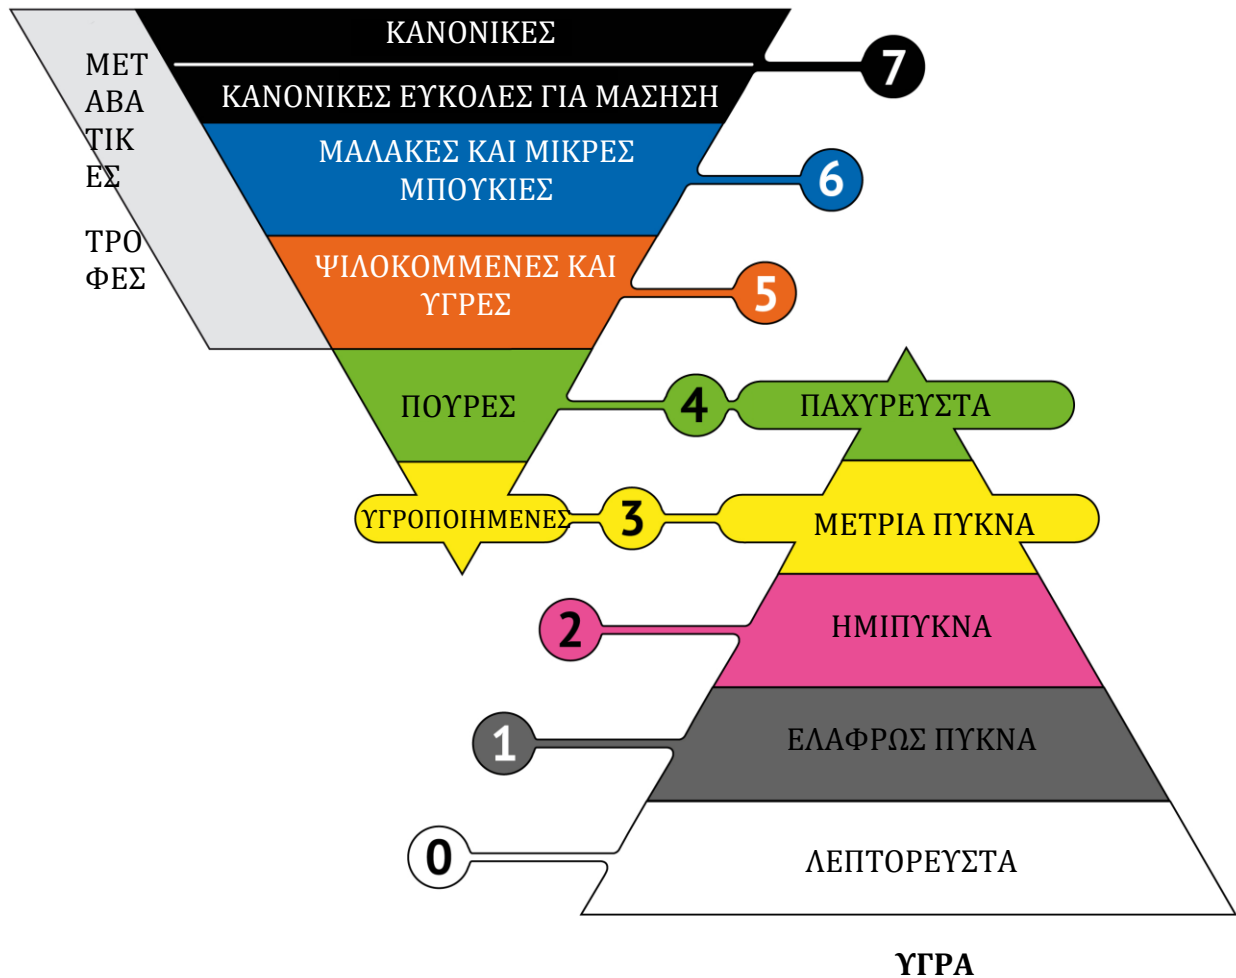 ΚΑΝΟΝΙΚΕΣ
ΚΑΝΟΝΙΚΕΣ ΕΥΚΟΛΕΣ ΓΙΑ ΜΑΣΗΣΗ
7
ΜΕΤ
ΑΒΑ
ΤΙΚ
ΕΣ
ΤΡΟ
ΦΕΣ
ΜΑΛΑΚΕΣ ΚΑΙ ΜΙΚΡΕΣ
ΜΠΟΥΚΙΕΣ
6
ΨΙΛΟΚΟΜΜΕΝΕΣ ΚΑΙ
ΥΓΡΕΣ
5
ΠΟΥΡΕΣ
4
ΠΑΧΥΡΕΥΣΤΑ
ΥΓΡΟΠΟΙΗΜΕΝΕΣ
3
ΜΕΤΡΙΑ ΠΥΚΝΑ
2
ΗΜΙΠΥΚΝΑ
1
ΕΛΑΦΡΩΣ ΠΥΚΝΑ
0
ΛΕΠΤΟΡΕΥΣΤΑ
ΥΓΡΑ